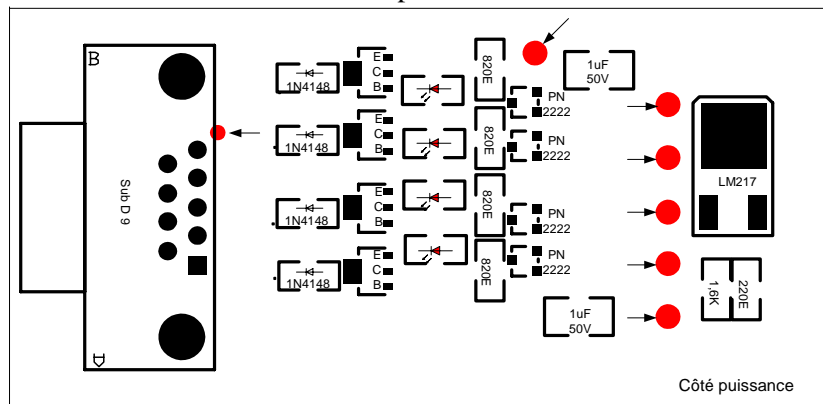 B
Sub D 9
D
1N4148
E
C
B
820E
PN
2222
1uF
50V
1N4148
E
C
B
820E
PN
2222
LM217
1N4148
E
C
B
820E
PN
2222
1N4148
E
C
B
820E
PN
2222
1uF
50V
1,6K
220E
Côté puissance